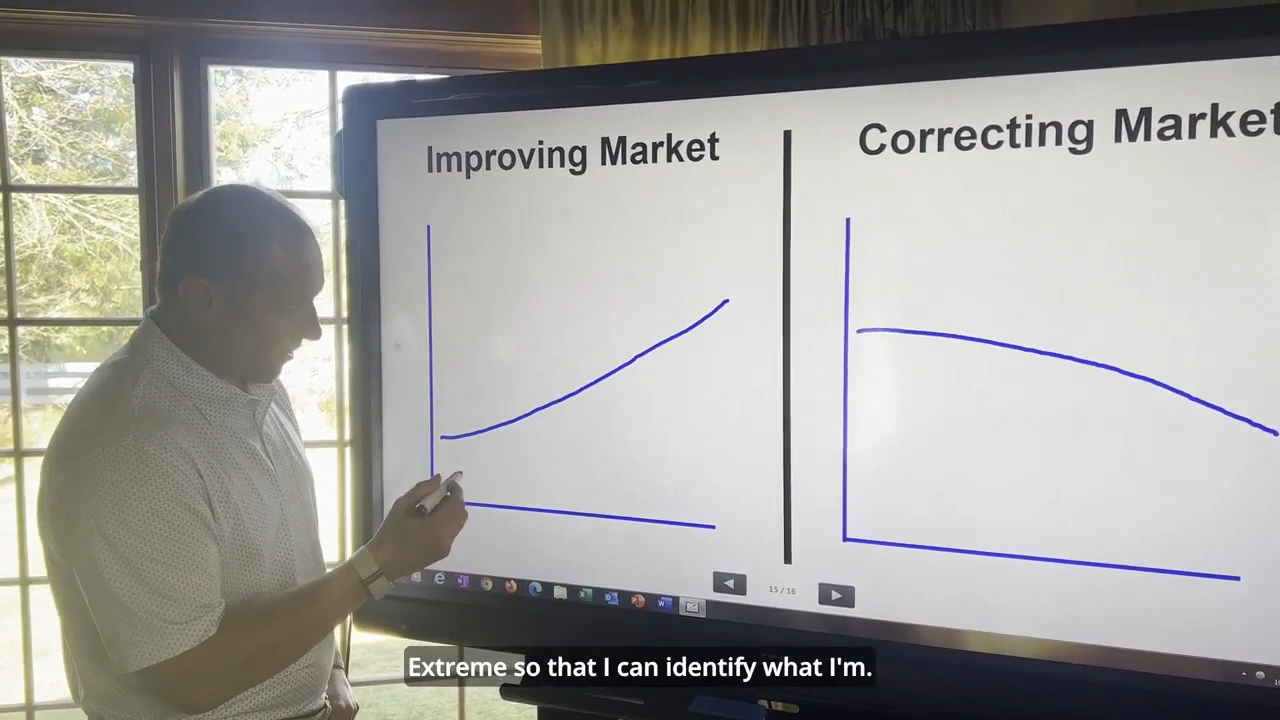 Improving Market
Correcting Market
15 / 16
Extreme so that I can identify what I'm.